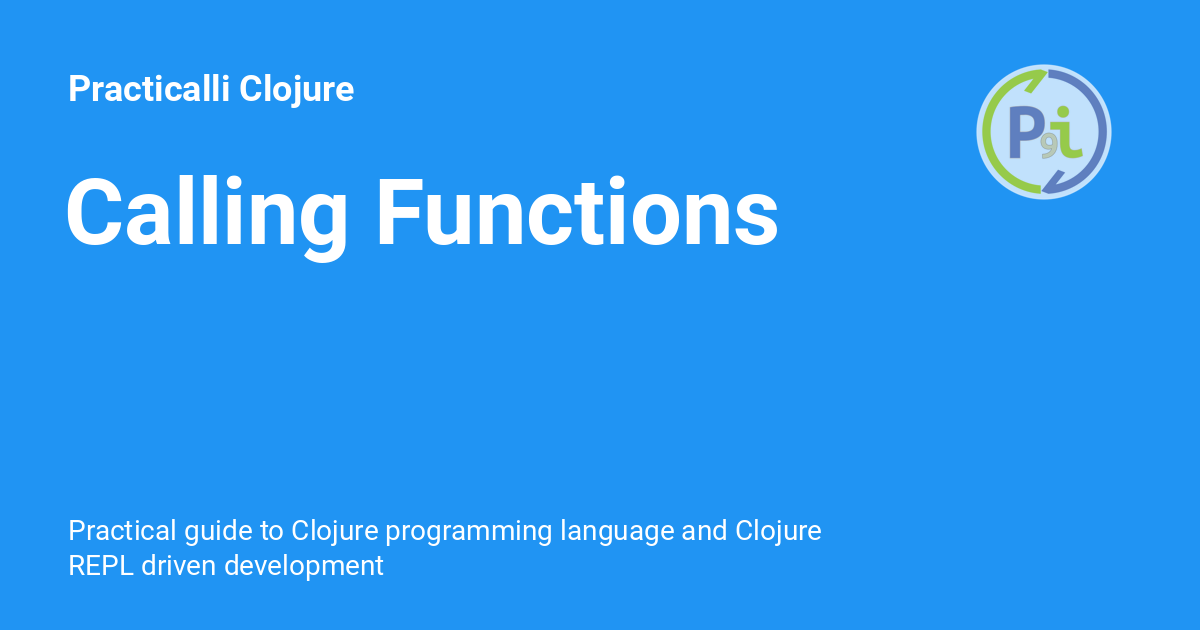 Practicalli Clojure
P9i
Calling Functions
Practical guide to Clojure programming language and Clojure
REPL driven development